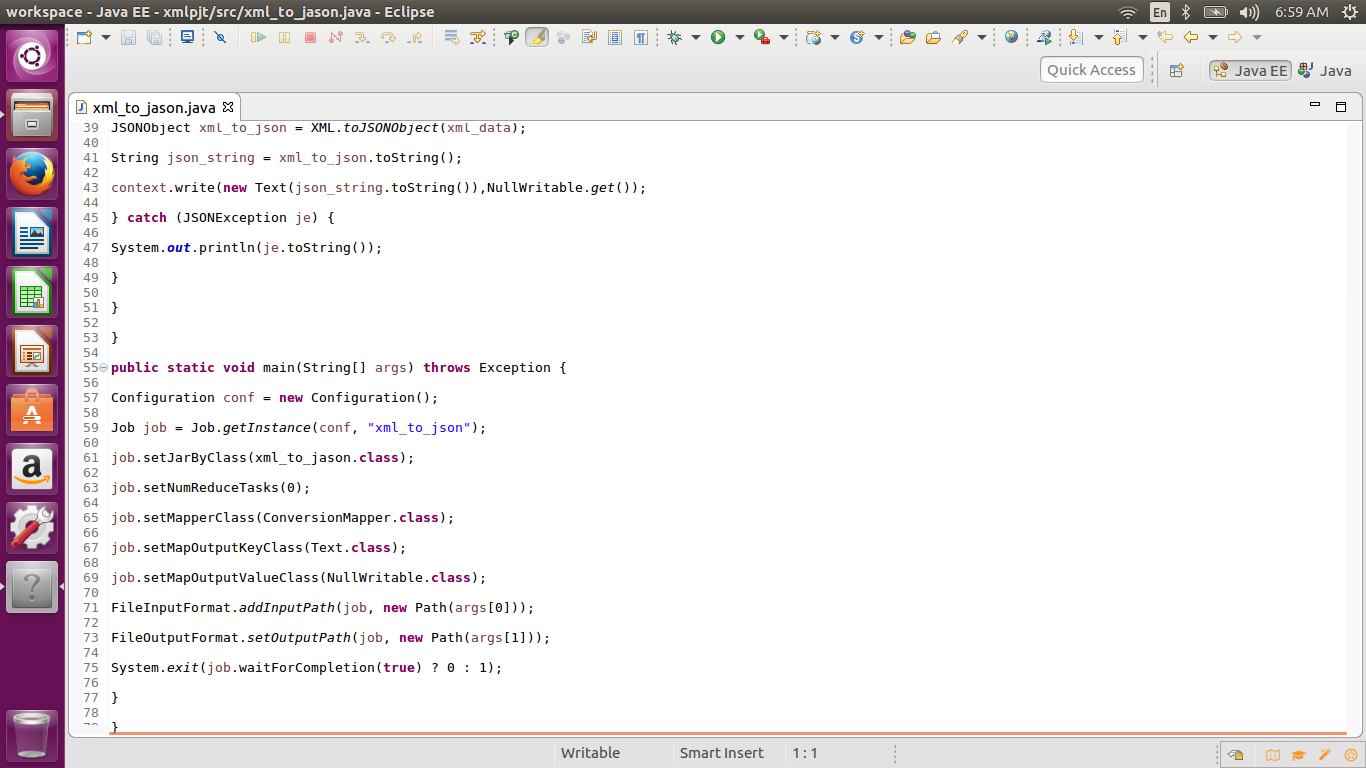 workspace - Java EE - xmlpjt/src/xml_to_jason.java - Eclipse
En
6:59 AM
Quick Access
Java EE
Java
xml_to_jason.java
39 JSONObject xml_to_json = XML.toJSONObject(xml_data);
40
41 String json_string = xml_to_json.toString();
42
43 context.write(new Text(json_string.toString()),NullWritable.get());
44
45 } catch (JSONException je) {
46
47 System.out.println(je.toString());
48
49 }
50
51 }
52
53 }
54
55 public static void main(String[] args) throws Exception {
56
57 Configuration conf = new Configuration();
58
59 Job job = Job.getInstance(conf, "xml_to_json");
60
61 job.setJarByClass(xml_to_jason.class);
62
63 job.setNumReduceTasks(0);
64
65 job.setMapperClass(ConversionMapper.class);
66
67 job.setMapOutputKeyClass(Text.class);
68
69 job.setMapOutputValueClass(NullWritable.class);
70
71 FileInputFormat.addInputPath(job, new Path(args[0]));
72
73 FileOutputFormat.setOutputPath(job, new Path(args[1]));
74
75 System.exit(job.waitForCompletion(true) ? 0 : 1);
76
77 }
78
}
Writable
Smart Insert
1 : 1